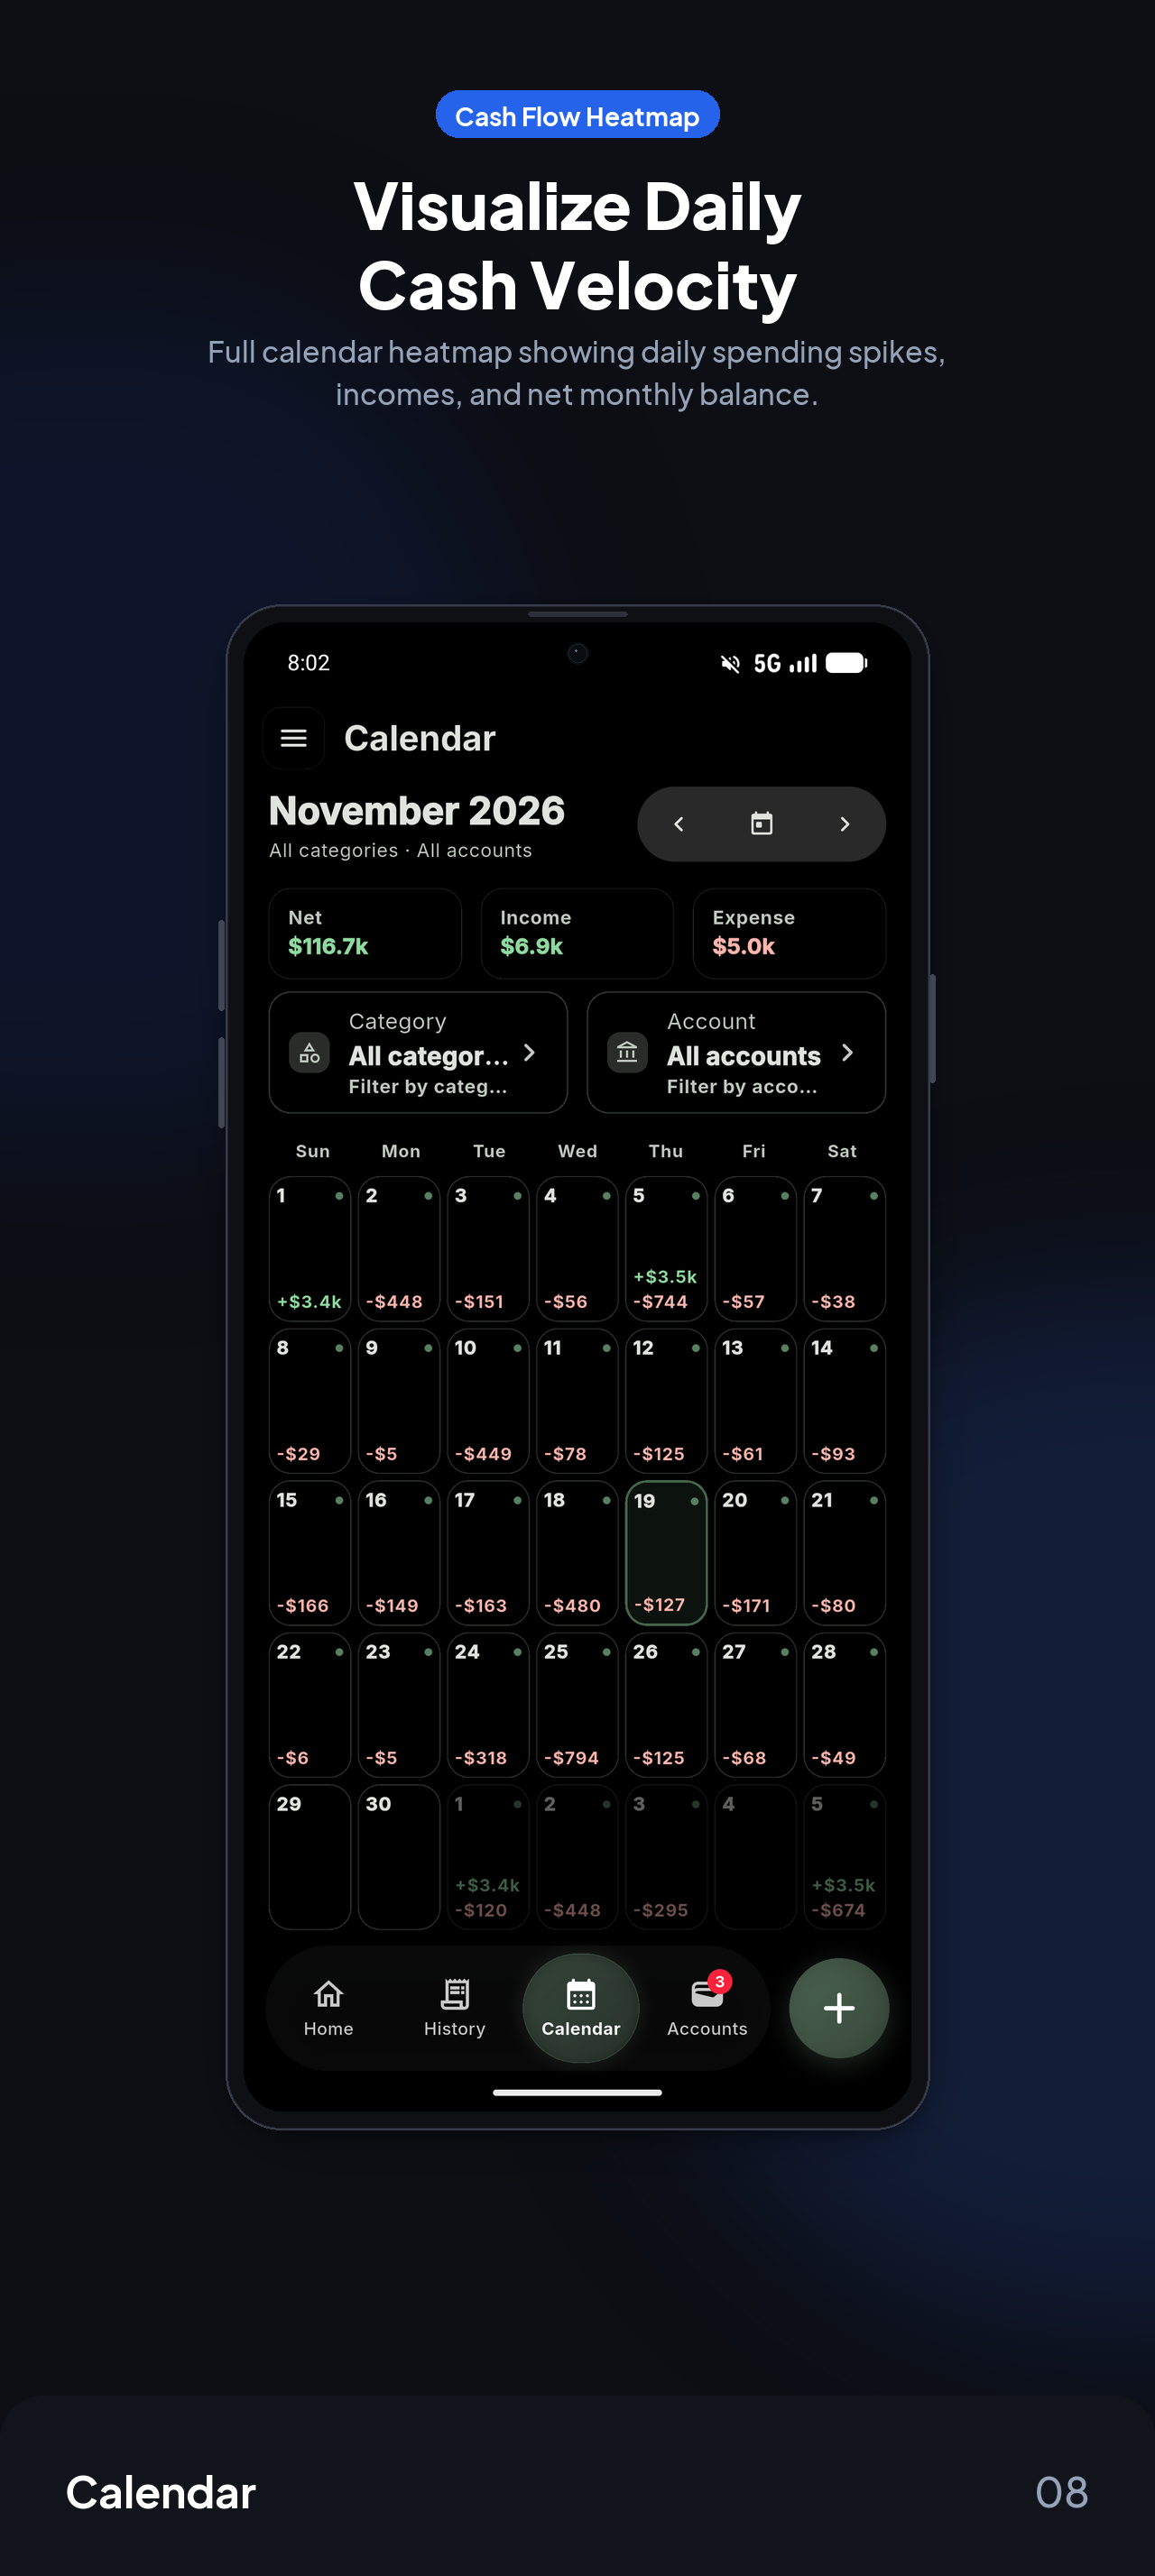 Cash Flow Heatmap
Visualize Daily
Cash Velocity
Full calendar heatmap showing daily spending spikes,
incomes, and net monthly balance.
8:02 5G
Calendar
November 2026
All categories · All accounts
Net Income Expense
$116.7k $6.9k $5.0k
Category Account
All categor... All accounts
Filter by categ... Filter by acco...
Sun Mon Tue Wed Thu Fri Sat
1 2 3 4 5 6 7
+$3.5k
+$3.4k -$448 -$151 -$56 -$744 -$57 -$38
8 9 10 11 12 13 14
-$29 -$5 -$449 -$78 -$125 -$61 -$93
15 16 17 18 19 20 21
-$166 -$149 -$163 -$480 -$127 -$171 -$80
22 23 24 25 26 27 28
-$6 -$5 -$318 -$794 -$125 -$68 -$49
29 30 1 2 3 4 5
+$3.4k +$3.5k
-$120 -$448 -$295 -$674
3
Home History Calendar Accounts
Calendar 08